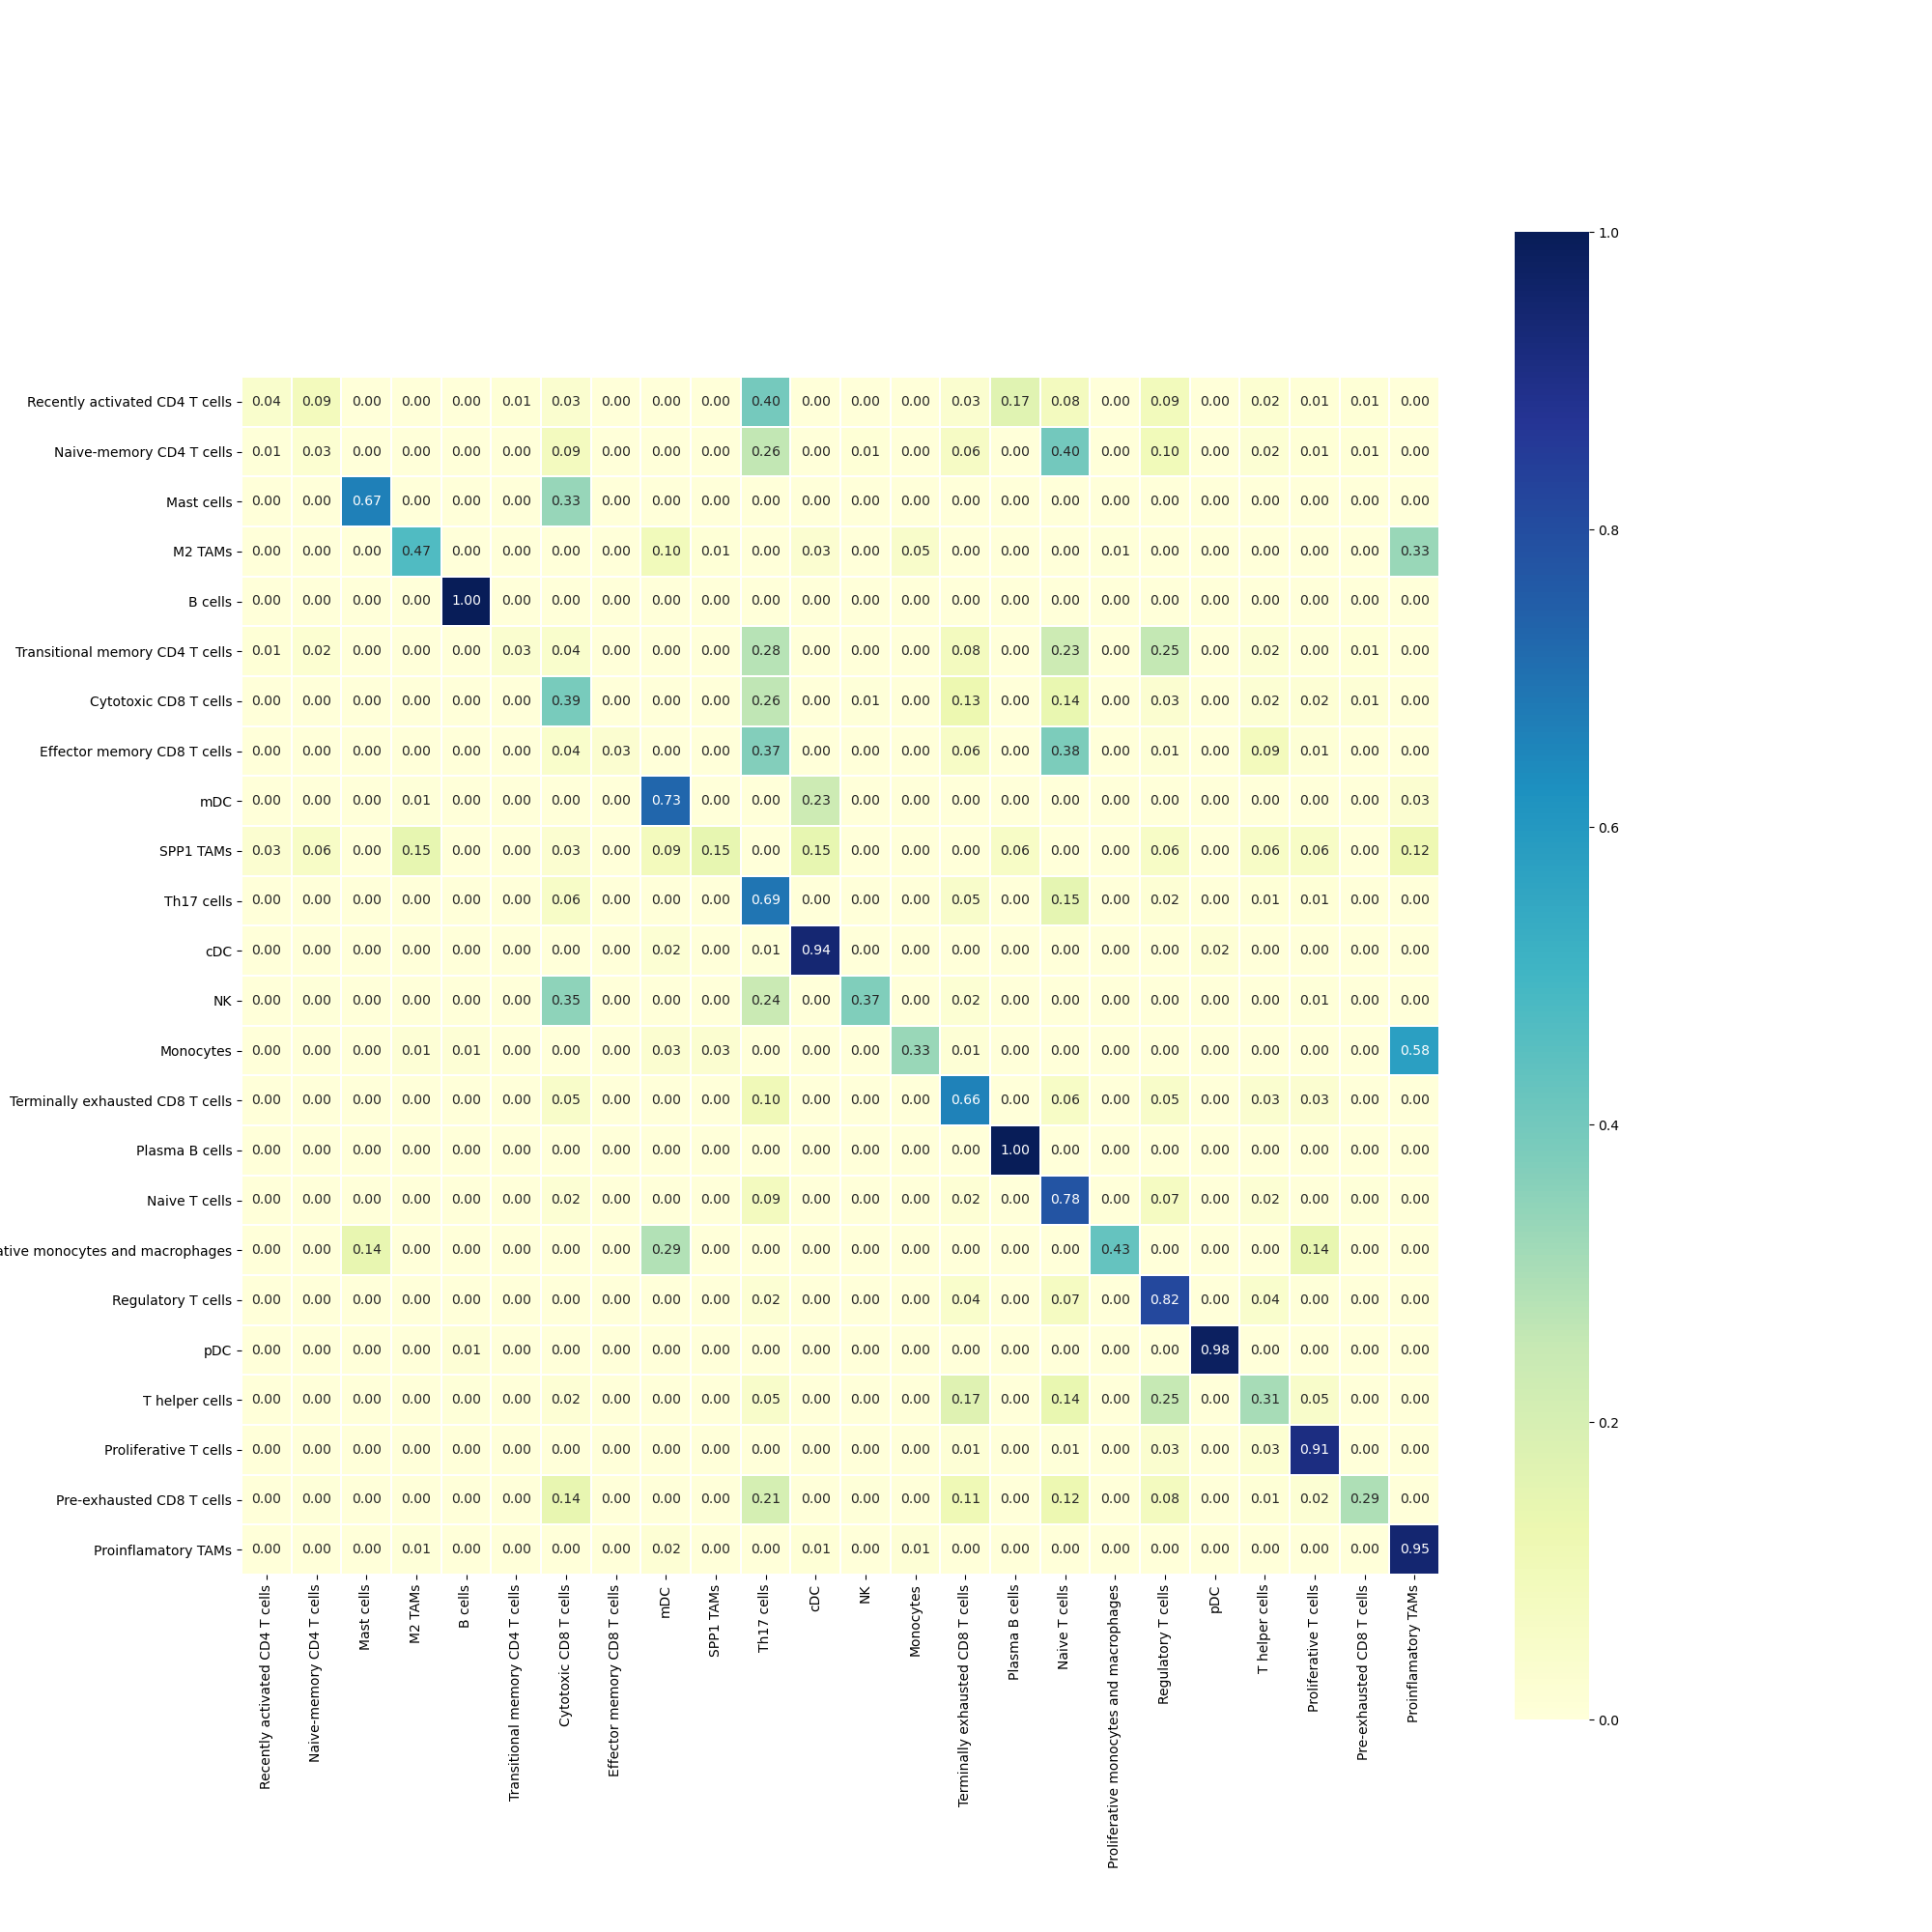 1.0
Recently activated CD4 T cells 0.04 0.09 0.00 0.00 0.00 0.01 0.03 0.00 0.00 0.00 0.40 0.00 0.00 0.00 0.03 0.17 0.08 0.00 0.09 0.00 0.02 0.01 0.01 0.00
Naive-memory CD4 T cells 0.01 0.03 0.00 0.00 0.00 0.00 0.09 0.00 0.00 0.00 0.26 0.00 0.01 0.00 0.06 0.00 0.40 0.00 0.10 0.00 0.02 0.01 0.01 0.00
Mast cells 0.00 0.00 0.67 0.00 0.00 0.00 0.33 0.00 0.00 0.00 0.00 0.00 0.00 0.00 0.00 0.00 0.00 0.00 0.00 0.00 0.00 0.00 0.00 0.00
0.8
M2 TAMs 0.00 0.00 0.00 0.47 0.00 0.00 0.00 0.00 0.10 0.01 0.00 0.03 0.00 0.05 0.00 0.00 0.00 0.01 0.00 0.00 0.00 0.00 0.00 0.33
B cells 0.00 0.00 0.00 0.00 1.00 0.00 0.00 0.00 0.00 0.00 0.00 0.00 0.00 0.00 0.00 0.00 0.00 0.00 0.00 0.00 0.00 0.00 0.00 0.00
Transitional memory CD4 T cells 0.01 0.02 0.00 0.00 0.00 0.03 0.04 0.00 0.00 0.00 0.28 0.00 0.00 0.00 0.08 0.00 0.23 0.00 0.25 0.00 0.02 0.00 0.01 0.00
Cytotoxic CD8 T cells 0.00 0.00 0.00 0.00 0.00 0.00 0.39 0.00 0.00 0.00 0.26 0.00 0.01 0.00 0.13 0.00 0.14 0.00 0.03 0.00 0.02 0.02 0.01 0.00
Effector memory CD8 T cells 0.00 0.00 0.00 0.00 0.00 0.00 0.04 0.03 0.00 0.00 0.37 0.00 0.00 0.00 0.06 0.00 0.38 0.00 0.01 0.00 0.09 0.01 0.00 0.00
mDC 0.00 0.00 0.00 0.01 0.00 0.00 0.00 0.00 0.73 0.00 0.00 0.23 0.00 0.00 0.00 0.00 0.00 0.00 0.00 0.00 0.00 0.00 0.00 0.03
0.6
SPP1 TAMs 0.03 0.06 0.00 0.15 0.00 0.00 0.03 0.00 0.09 0.15 0.00 0.15 0.00 0.00 0.00 0.06 0.00 0.00 0.06 0.00 0.06 0.06 0.00 0.12
Th17 cells 0.00 0.00 0.00 0.00 0.00 0.00 0.06 0.00 0.00 0.00 0.69 0.00 0.00 0.00 0.05 0.00 0.15 0.00 0.02 0.00 0.01 0.01 0.00 0.00
cDC 0.00 0.00 0.00 0.00 0.00 0.00 0.00 0.00 0.02 0.00 0.01 0.94 0.00 0.00 0.00 0.00 0.00 0.00 0.00 0.02 0.00 0.00 0.00 0.00
NK 0.00 0.00 0.00 0.00 0.00 0.00 0.35 0.00 0.00 0.00 0.24 0.00 0.37 0.00 0.02 0.00 0.00 0.00 0.00 0.00 0.00 0.01 0.00 0.00
Monocytes 0.00 0.00 0.00 0.01 0.01 0.00 0.00 0.00 0.03 0.03 0.00 0.00 0.00 0.33 0.01 0.00 0.00 0.00 0.00 0.00 0.00 0.00 0.00 0.58
Terminally exhausted CD8 T cells 0.00 0.00 0.00 0.00 0.00 0.00 0.05 0.00 0.00 0.00 0.10 0.00 0.00 0.00 0.66 0.00 0.06 0.00 0.05 0.00 0.03 0.03 0.00 0.00
0.4
Plasma B cells 0.00 0.00 0.00 0.00 0.00 0.00 0.00 0.00 0.00 0.00 0.00 0.00 0.00 0.00 0.00 1.00 0.00 0.00 0.00 0.00 0.00 0.00 0.00 0.00
Naive T cells 0.00 0.00 0.00 0.00 0.00 0.00 0.02 0.00 0.00 0.00 0.09 0.00 0.00 0.00 0.02 0.00 0.78 0.00 0.07 0.00 0.02 0.00 0.00 0.00
monocytes and macrophages 0.00 0.00 0.14 0.00 0.00 0.00 0.00 0.00 0.29 0.00 0.00 0.00 0.00 0.00 0.00 0.00 0.00 0.43 0.00 0.00 0.00 0.14 0.00 0.00
Regulatory T cells 0.00 0.00 0.00 0.00 0.00 0.00 0.00 0.00 0.00 0.00 0.02 0.00 0.00 0.00 0.04 0.00 0.07 0.00 0.82 0.00 0.04 0.00 0.00 0.00
pDC 0.00 0.00 0.00 0.00 0.01 0.00 0.00 0.00 0.00 0.00 0.00 0.00 0.00 0.00 0.00 0.00 0.00 0.00 0.00 0.98 0.00 0.00 0.00 0.00
T helper cells 0.00 0.00 0.00 0.00 0.00 0.00 0.02 0.00 0.00 0.00 0.05 0.00 0.00 0.00 0.17 0.00 0.14 0.00 0.25 0.00 0.31 0.05 0.00 0.00
0.2
Proliferative T cells 0.00 0.00 0.00 0.00 0.00 0.00 0.00 0.00 0.00 0.00 0.00 0.00 0.00 0.00 0.01 0.00 0.01 0.00 0.03 0.00 0.03 0.91 0.00 0.00
Pre-exhausted CD8 T cells 0.00 0.00 0.00 0.00 0.00 0.00 0.14 0.00 0.00 0.00 0.21 0.00 0.00 0.00 0.11 0.00 0.12 0.00 0.08 0.00 0.01 0.02 0.29 0.00
Proinflamatory TAMs 0.00 0.00 0.00 0.01 0.00 0.00 0.00 0.00 0.02 0.00 0.00 0.01 0.00 0.01 0.00 0.00 0.00 0.00 0.00 0.00 0.00 0.00 0.00 0.95
0.0
Recently activated CD4 T cells
Naive-memory CD4 T cells
Mast cells
M2 TAMs
B cells
Transitional memory CD4 T cells
Cytotoxic CD8 T cells
Effector memory CD8 T cells
mDC
SPP1 TAMs
Th17 cells
cDC
NK
Monocytes
Terminally exhausted CD8 T cells
Plasma B cells
Naive T cells
Proliferative monocytes and macrophages
Regulatory T cells
pDC
T helper cells
Proliferative T cells
Pre-exhausted CD8 T cells
Proinflamatory TAMs